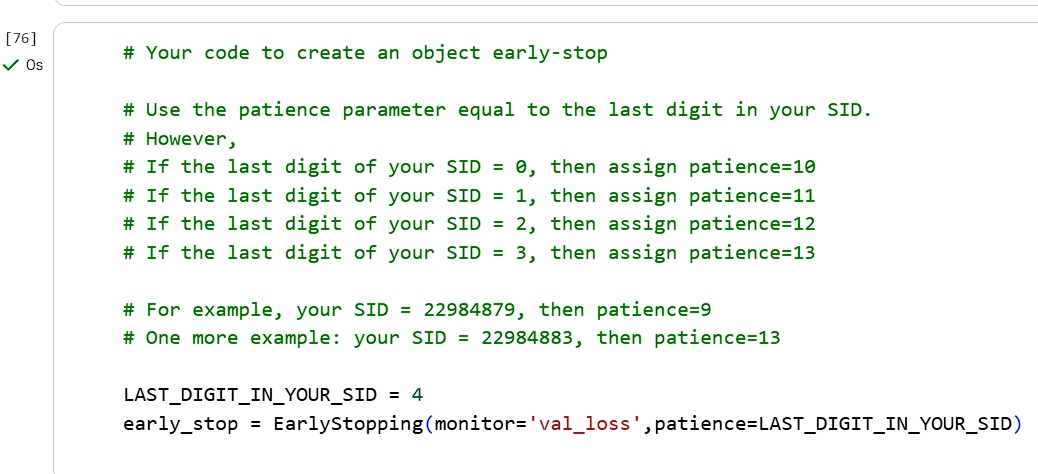 [76]
0s
# Your code to create an object early-stop
# Use the patience parameter equal to the last digit in your SID.
# However,
# If the last digit of your SID = 0, then assign patience=10
# If the last digit of your SID = 1, then assign patience=11
# If the last digit of your SID = 2, then assign patience=12
# If the last digit of your SID = 3, then assign patience=13
# For example, your SID = 22984879, then patience=9
# One more example: your SID = 22984883, then patience=13
LAST_DIGIT_IN_YOUR_SID = 4
early_stop = EarlyStopping(monitor='val_loss',patience=LAST_DIGIT_IN_YOUR_SID)